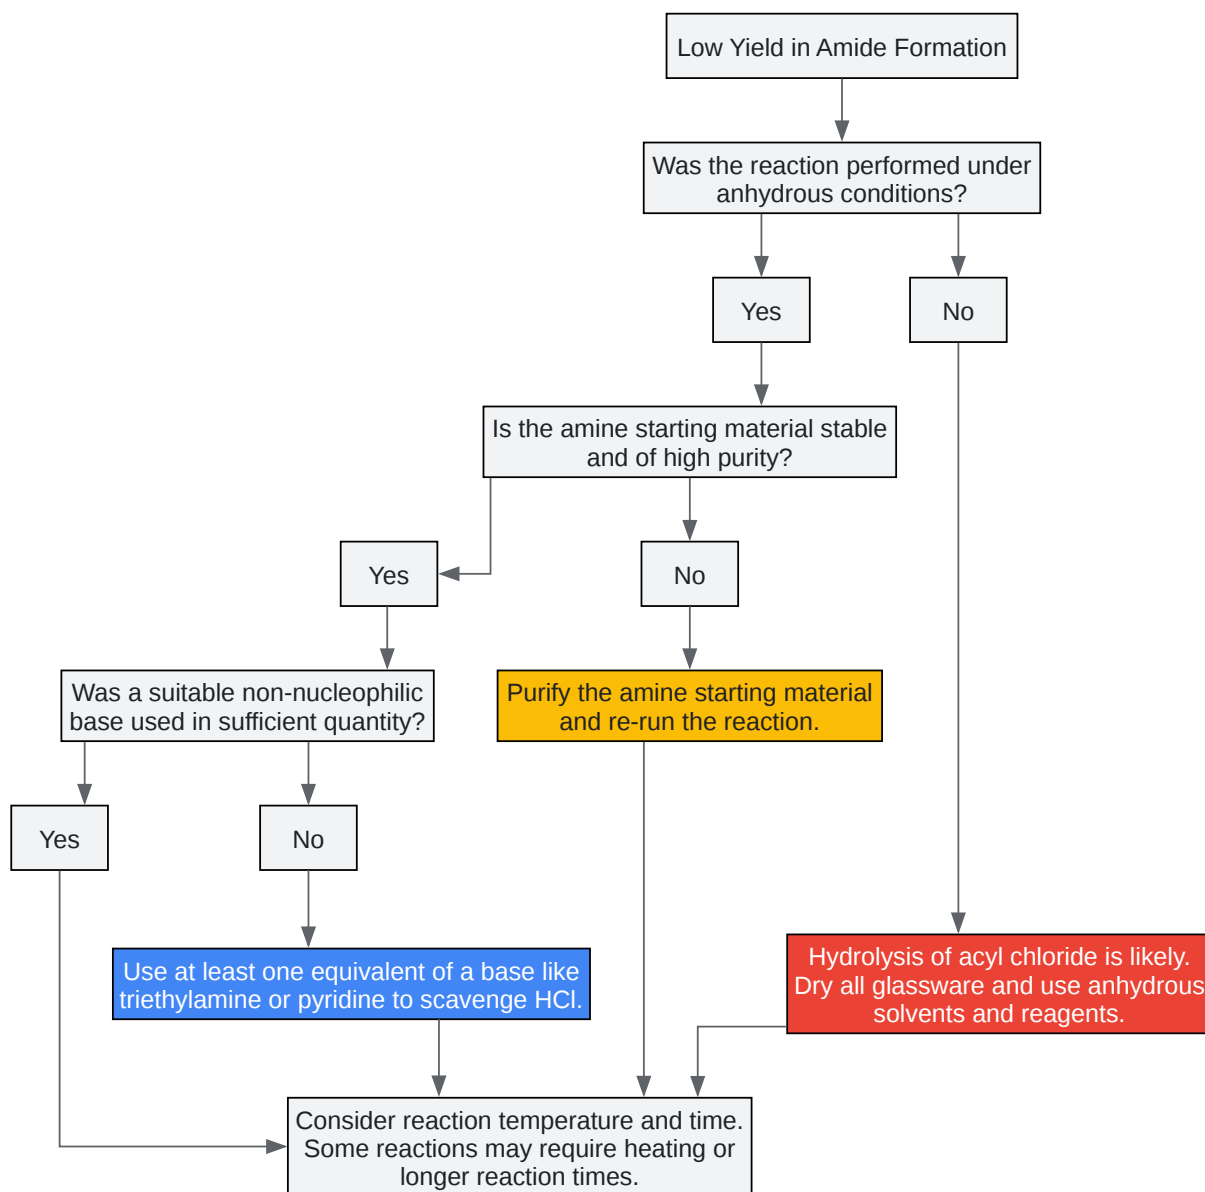 Low Yield in Amide Formation
Was the reaction performed under
anhydrous conditions?
Yes
No
Is the amine starting material stable
and of high purity?
Yes
No
Was a suitable non-nucleophilic
base used in sufficient quantity?
Purify the amine starting material
and re-run the reaction.
Yes
No
Use at least one equivalent of a base like
triethylamine or pyridine to scavenge HCl.
Hydrolysis of acyl chloride is likely.
Dry all glassware and use anhydrous
solvents and reagents.
Consider reaction temperature and time.
Some reactions may require heating or
longer reaction times.